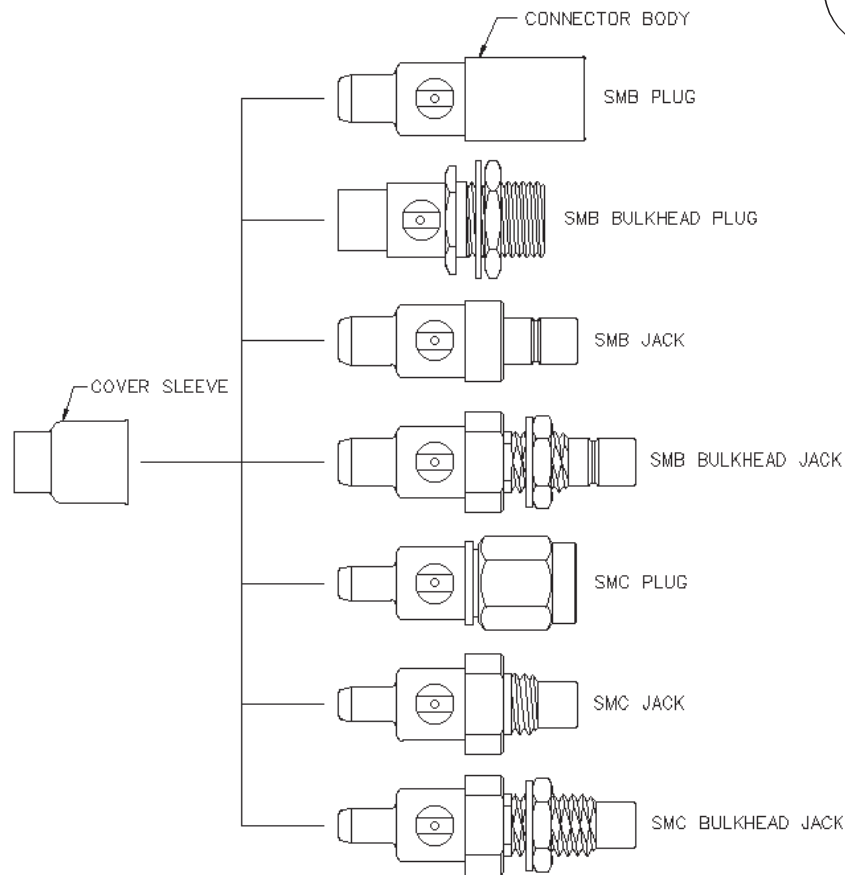 CONNECTOR BODY
SMB PLUG
SMB BULKHEAD PLUG
SMB JACK
COVER SLEEVE
SMB BULKHEAD JACK
SMC PLUG
SMC JACK
SMC BULKHEAD JACK